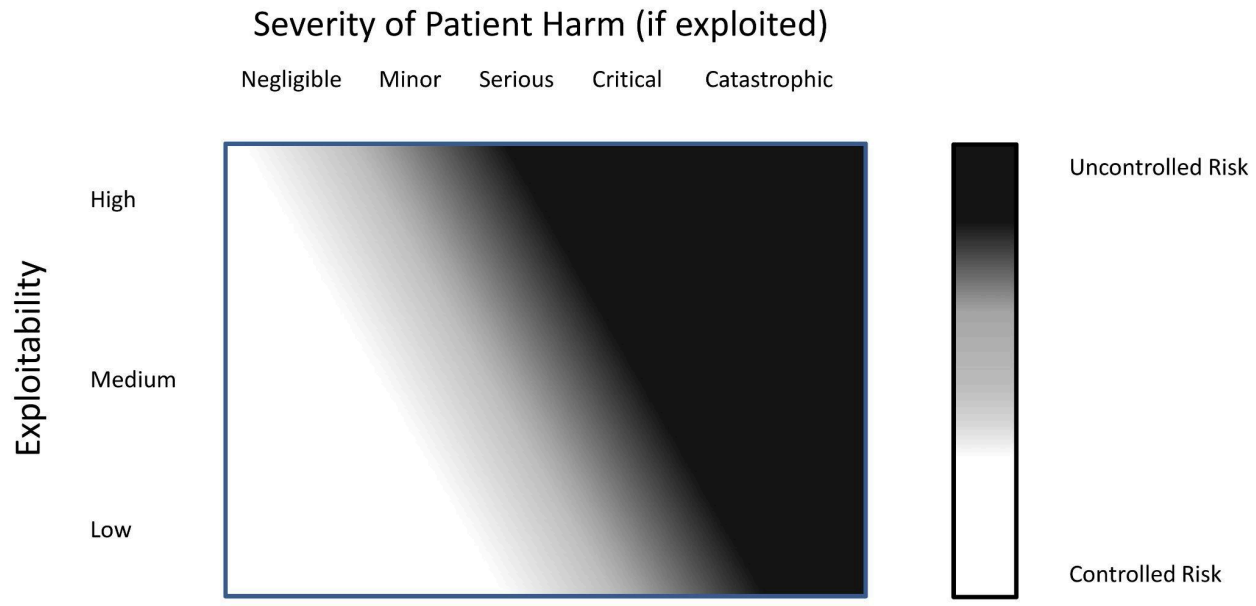 Severity of Patient Harm (if exploited)
Negligible Minor Serious Critical Catastrophic
Exploitability
High
Medium
Low
Uncontrolled Risk
Controlled Risk